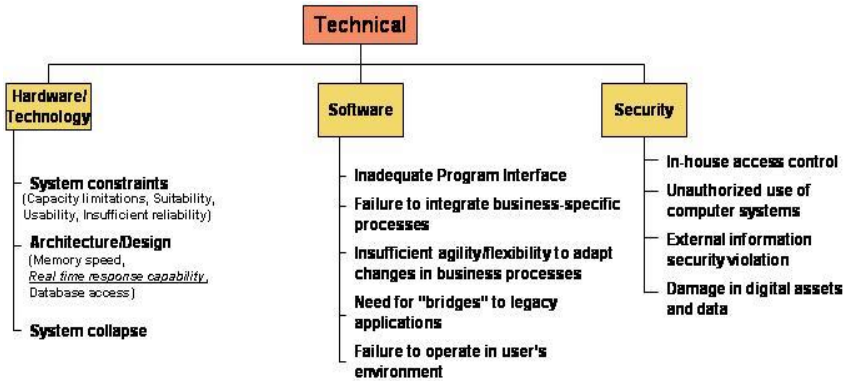 Technical
Hardware/
Technology
System constraints
(Capacity limitations, Suitability,
Usability, Insufficient reliability)
Architecture/Design
(Memory speed,
Real time response capability,
Database access)
System collapse
Software
Inadequate Program Interface
Failure to integrate business-specific
processes
Insufficient agility/flexibility to adapt
changes in business processes
Need for "bridges" to legacy
applications
Failure to operate in user's
environment
Security
In-house access control
Unauthorized use of
computer systems
External information
security violation
Damage in digital assets
and data